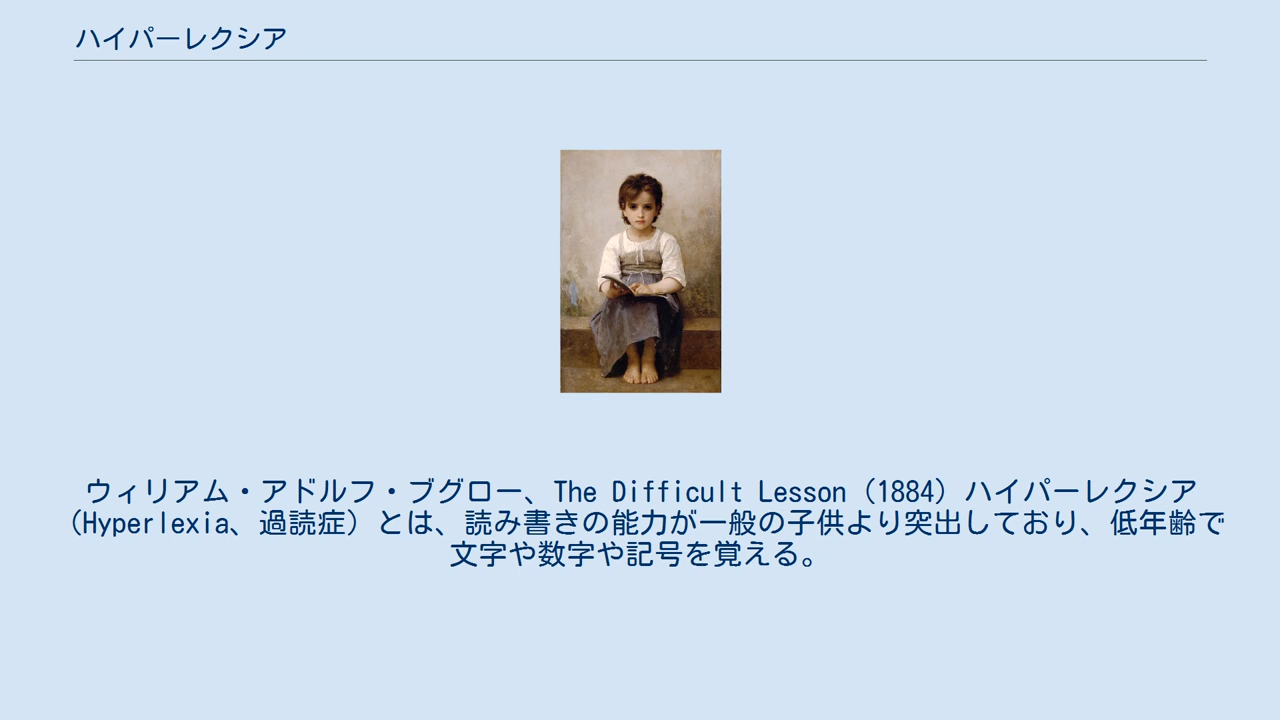 ハイパーレクシア
ウィリアム・アドルフ・ブグロー、The Difficult Lesson（1884）ハイパーレクシア
（Hyperlexia、過読症）とは、読み書きの能力が一般の子供より突出しており、低年齢で
文字や数字や記号を覚える。